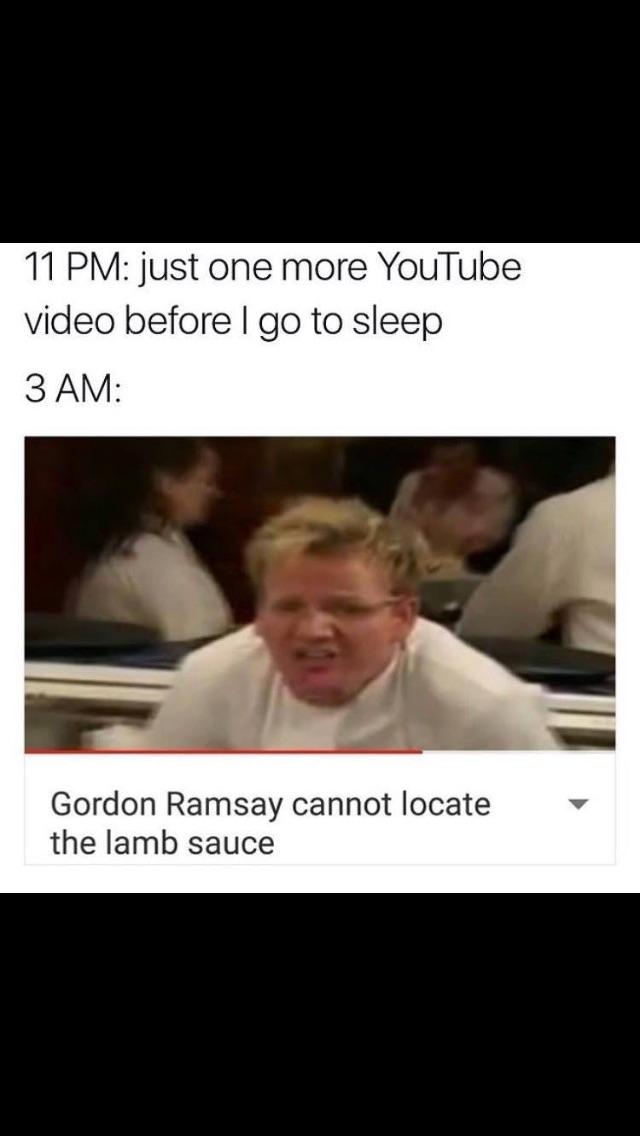 11 PM: just one more YouTube
video before I go to sleep
3 AM:
Gordon Ramsay cannot locate
the lamb sauce